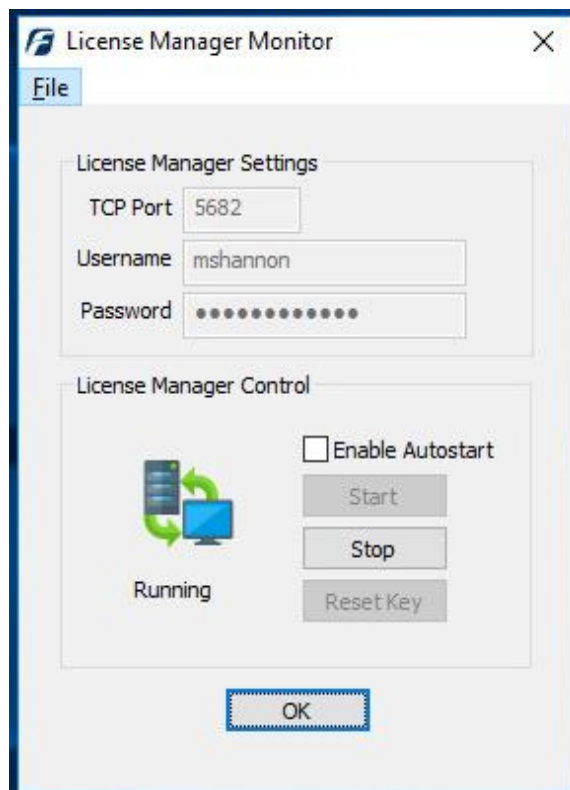 License Manager Monitor
File
License Manager Settings
TCP Port 5682
Username mshannon
Password ••••••••••••
License Manager Control
Enable Autostart
Start
Stop
Running
Reset Key
OK